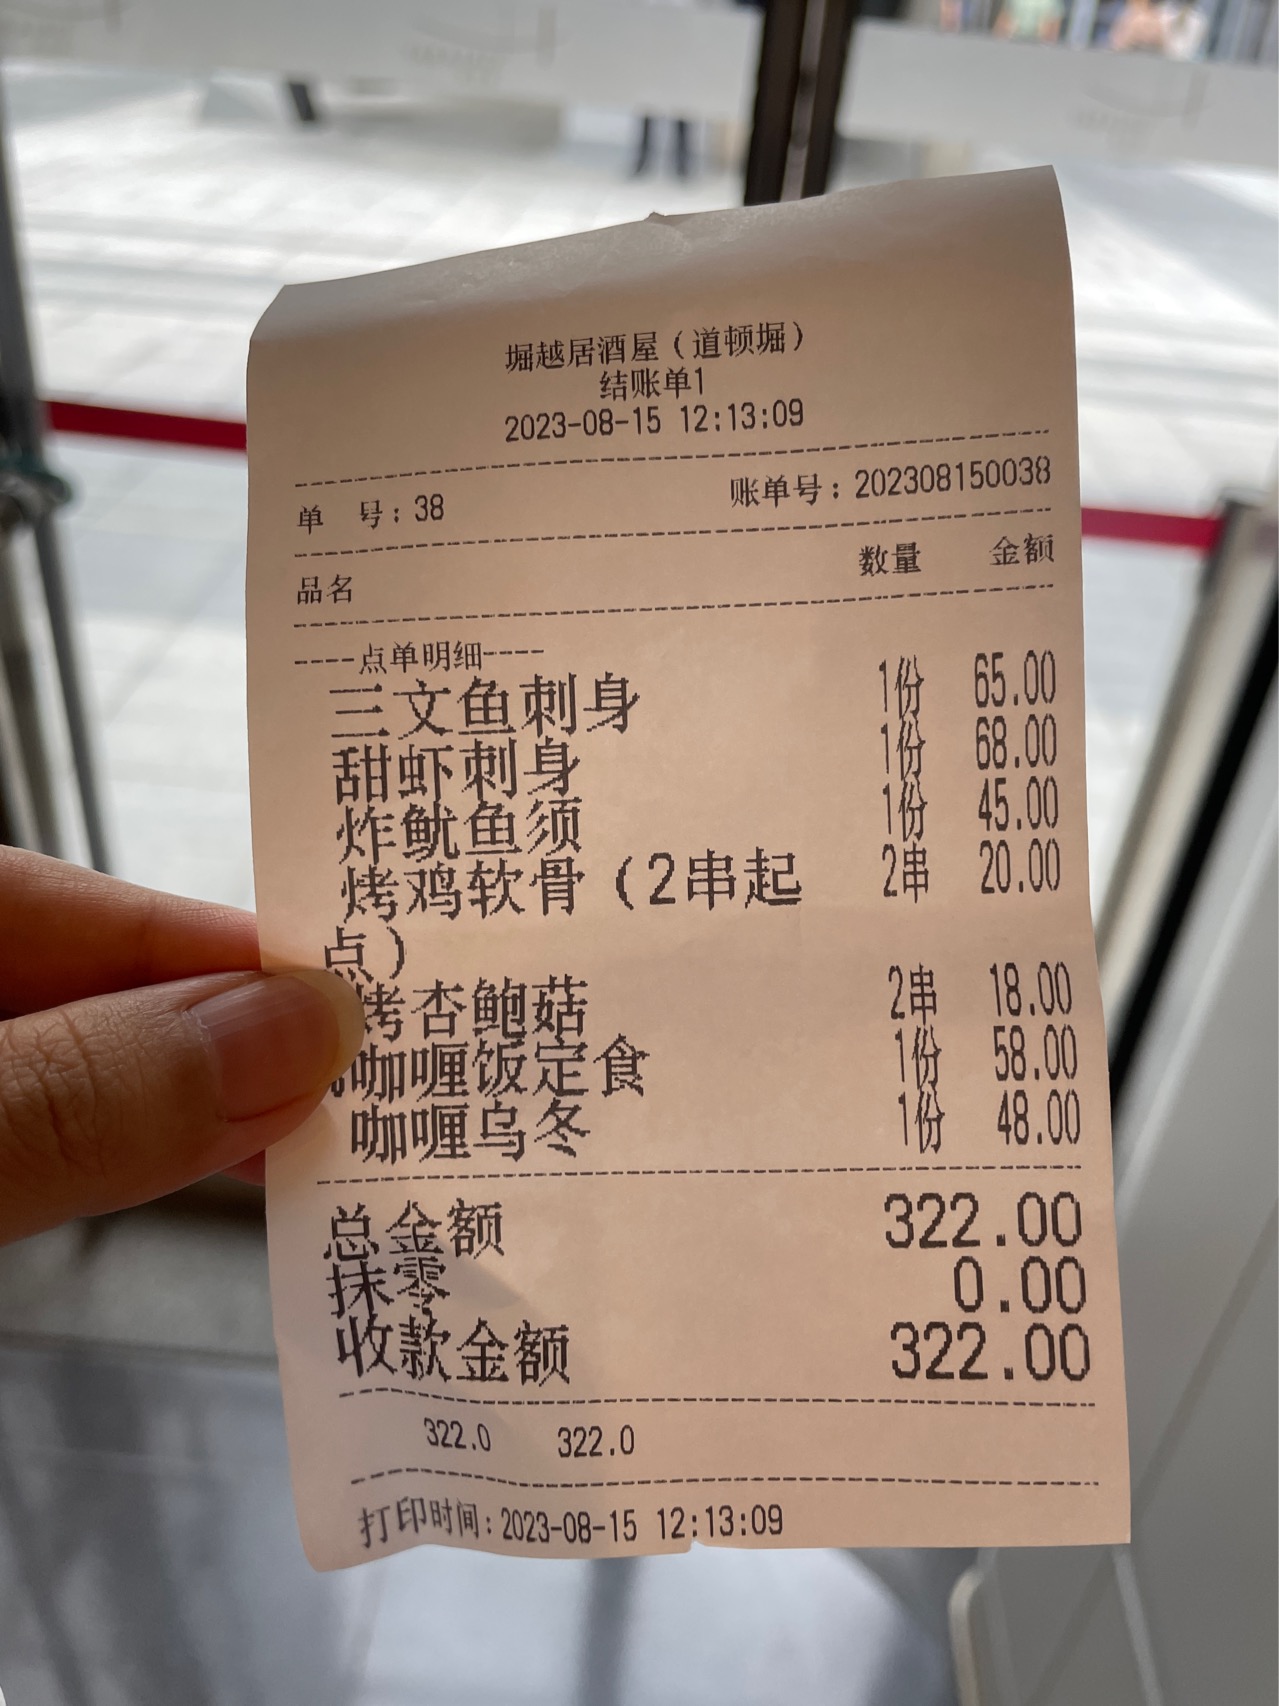 堀越居酒屋（道顿堀）
结账单1
2023-08-15 12:13:09
单 号：38 账单号：202308150038
品名 数量 金额
----点单明细----
三文鱼刺身 1份 65.00
甜虾刺身 1份 68.00
炸鱿鱼须 1份 45.00
烤鸡软骨（2串起 2串 20.00
点）
烤杏鲍菇 2串 18.00
咖喱饭定食 1份 58.00
咖喱乌冬 1份 48.00
总金额 322.00
抹零 0.00
收款金额 322.00
322.0 322.0
打印时间：2023-08-15 12:13:09